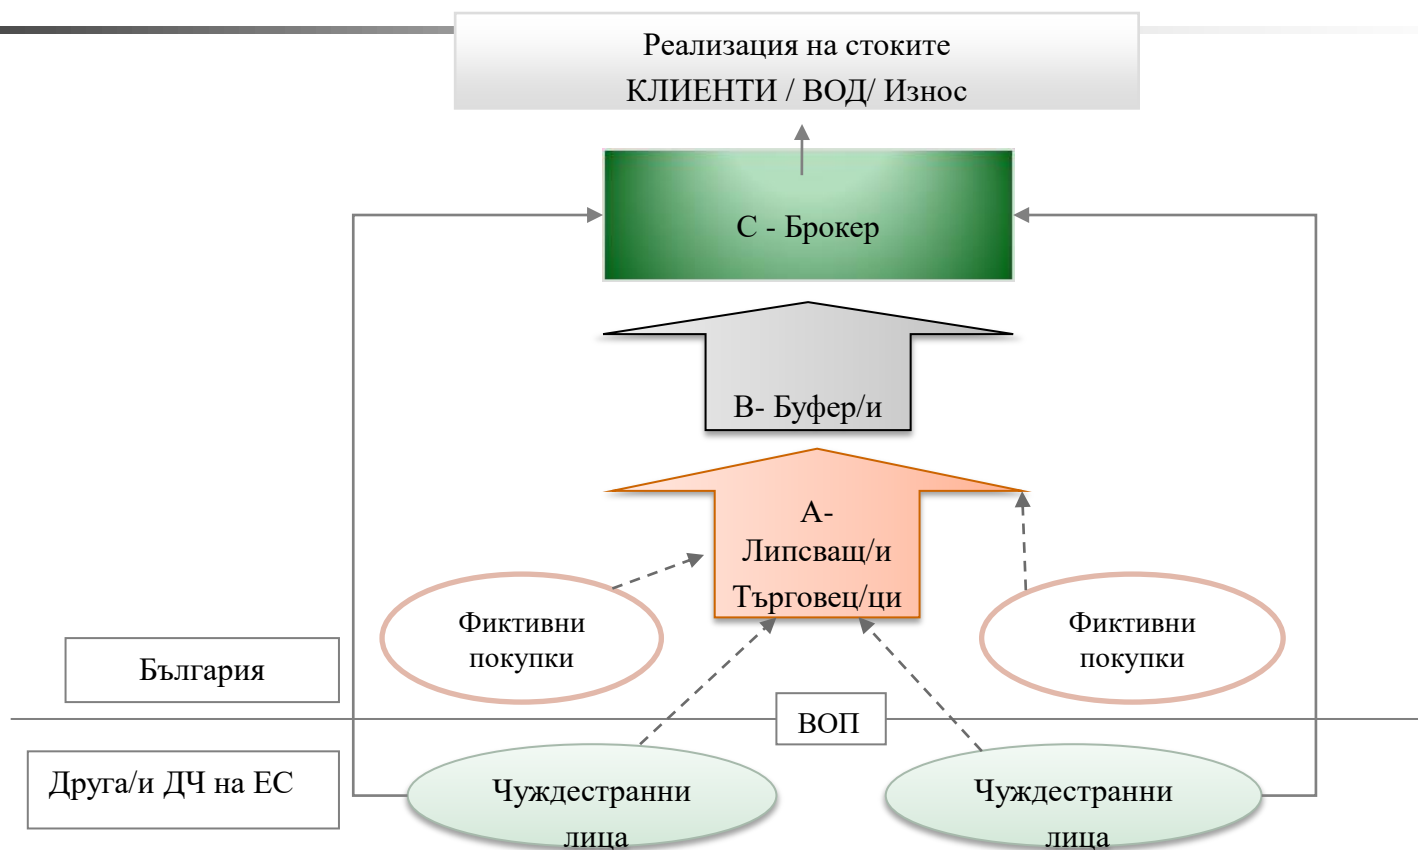 Реализация на стоките
КЛИЕНТИ / ВОД/ Износ
С - Брокер
В- Буфер/и
А-
Липсващ/и
Търговец/ци
Фиктивни
покупки
Фиктивни
покупки
България
ВОП
Друга/и ДЧ на ЕС
Чуждестранни
лица
Чуждестранни
лица